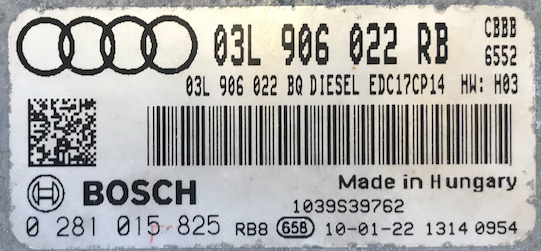 03L 906 022 RB CBBB
6552
03L 906 022 BQ DIESEL EDC17CP14 HW: H03
BOSCH
Made in Hungary
1039S39762
0 281 015 825 RB8 658 10-01-22 1314 0954